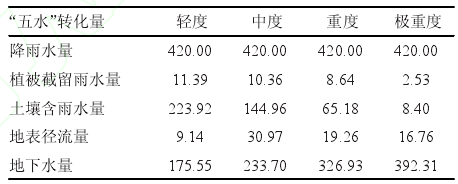 “五水”转化量 轻度 中度 重度 极重度
降雨水量 420.00 420.00 420.00 420.00
植被截留雨水量 11.39 10.36 8.64 2.53
土壤含雨水量 223.92 144.96 65.18 8.40
地表径流量 9.14 30.97 19.26 16.76
地下水量 175.55 233.70 326.93 392.31